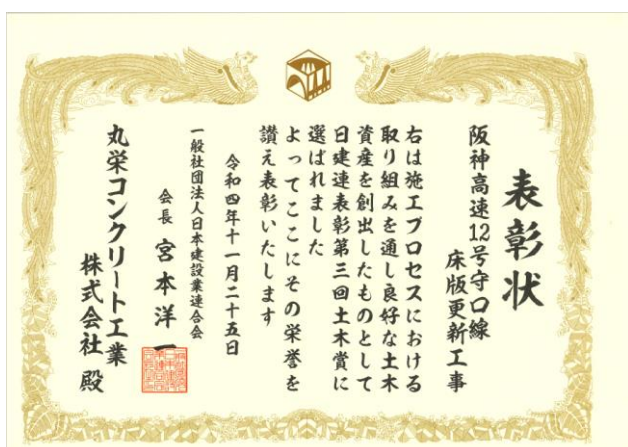 表彰状
阪神高速12号守口線
床版更新工事
右は施工プロセスにおける
取り組みを通し良好な土木
資産を創出したものとして
日建連表彰第三回土木賞に
選ばれました
よってここにその栄誉を
讃え表彰いたします
令和四年十一月二十五日
一般社団法人日本建設業連合会
会長 宮本洋一
丸栄コンクリート工業
株式会社 殿